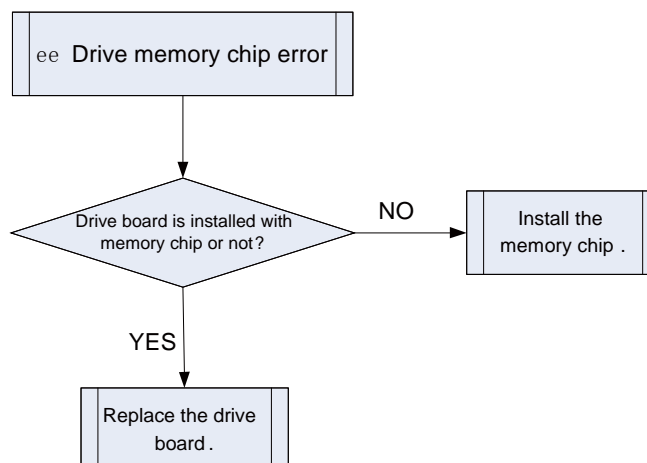 ee Drive memory chip error
Drive board is installed with
memory chip or not?
NO
Install the
memory chip .
YES
Replace the drive
board .